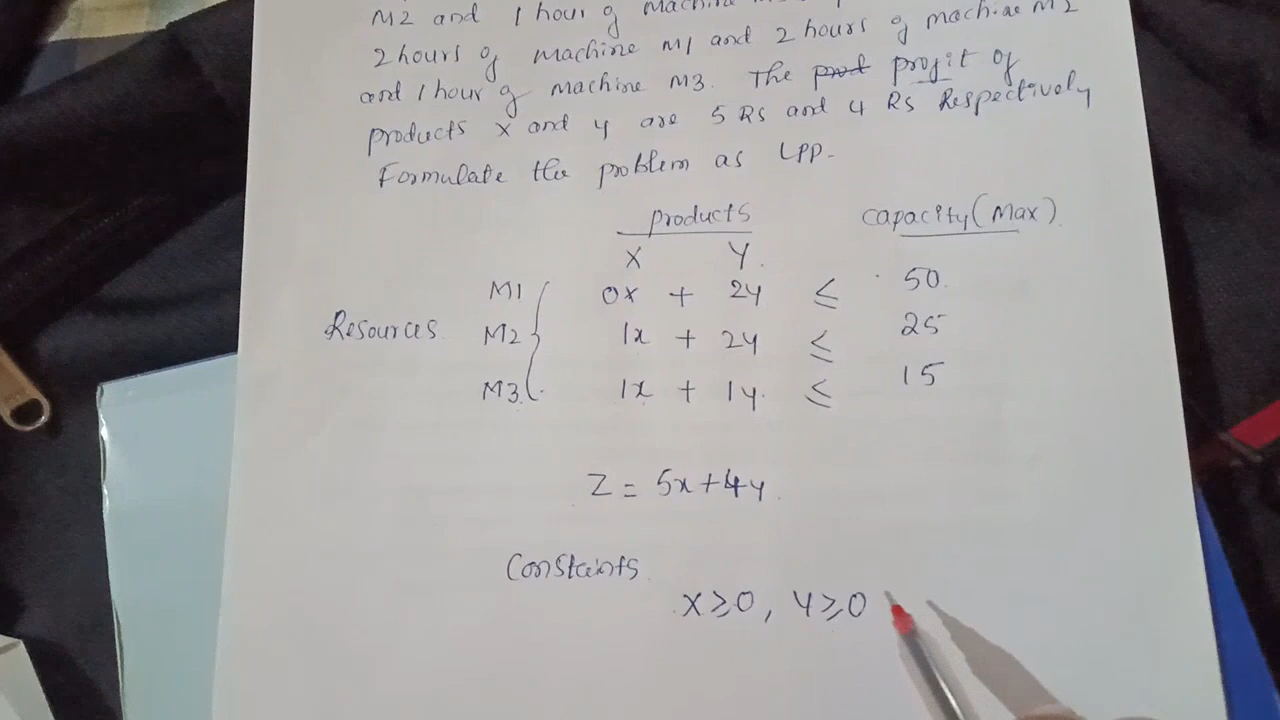 M2 and 1 hour of machine
2 hours of machine M1 and 2 hours of machine M2
and 1 hour of machine M3. The profit of
products x and y are 5 RS and 4 RS Respectively
Formulate the problem as LPP.
products capacity(Max)
X Y.
M1 0x + 2y ≤ 50.
Resources. M2 1x + 2y ≤ 25
M3. 1x + 1y. ≤ 15
Z = 5x+4y.
Constaints.
x≥0, y≥0